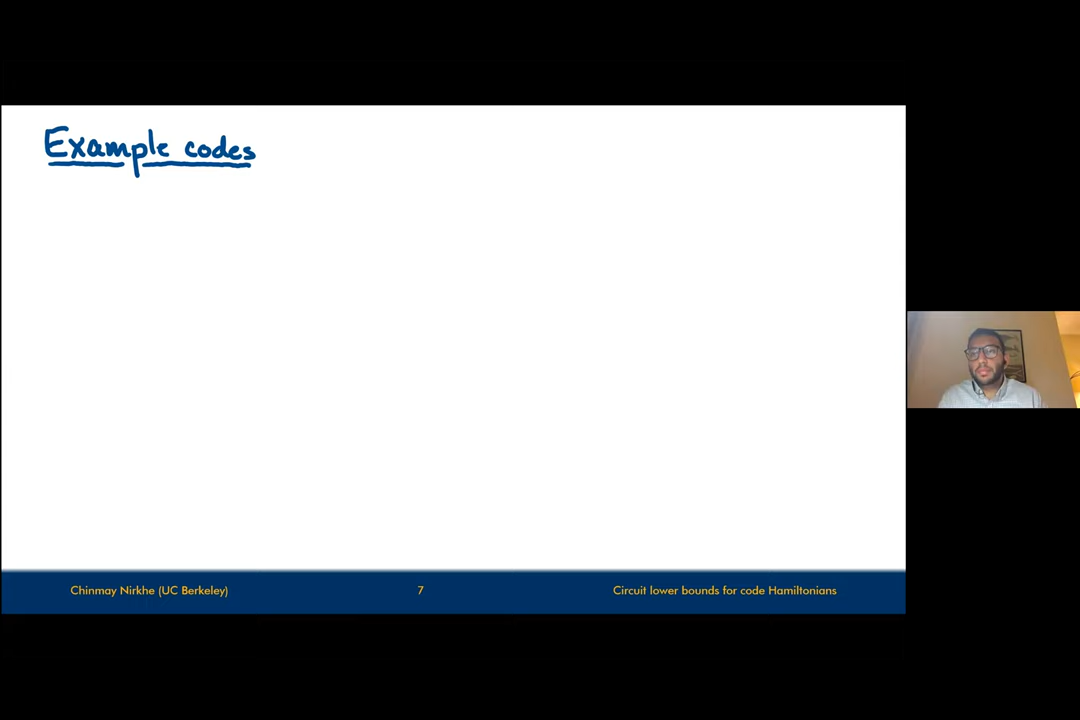 Example codes
Chinmay Nirkhe (UC Berkeley)
7
Circuit lower bounds for code Hamiltonians